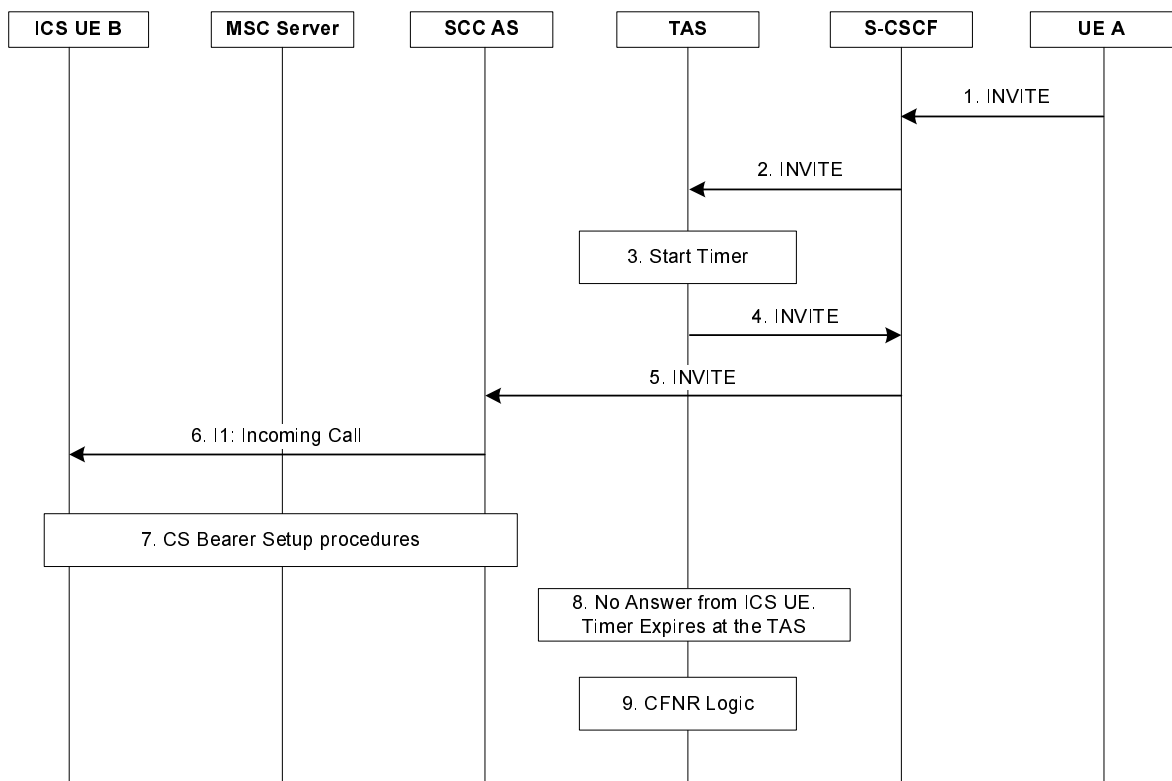 ICS UE B
MSC Server
SCC AS
TAS
S-CSCF
UE A
1. INVITE
2. INVITE
3. Start Timer
4. INVITE
5. INVITE
6. I1: Incoming Call
7. CS Bearer Setup procedures
8. No Answer from ICS UE.
Timer Expires at the TAS
9. CFNR Logic